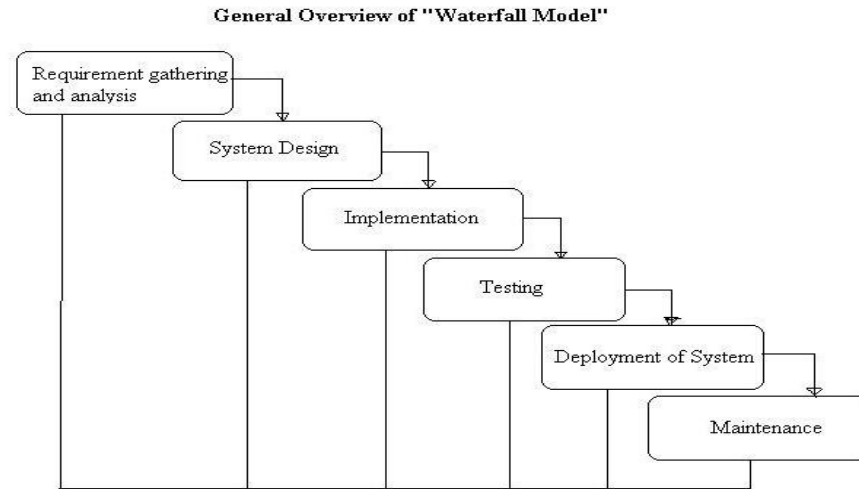 General Overview of "Waterfall Model"
Requirement gathering
and analysis
System Design
Implementation
Testing
Deployment of System
Maintenance